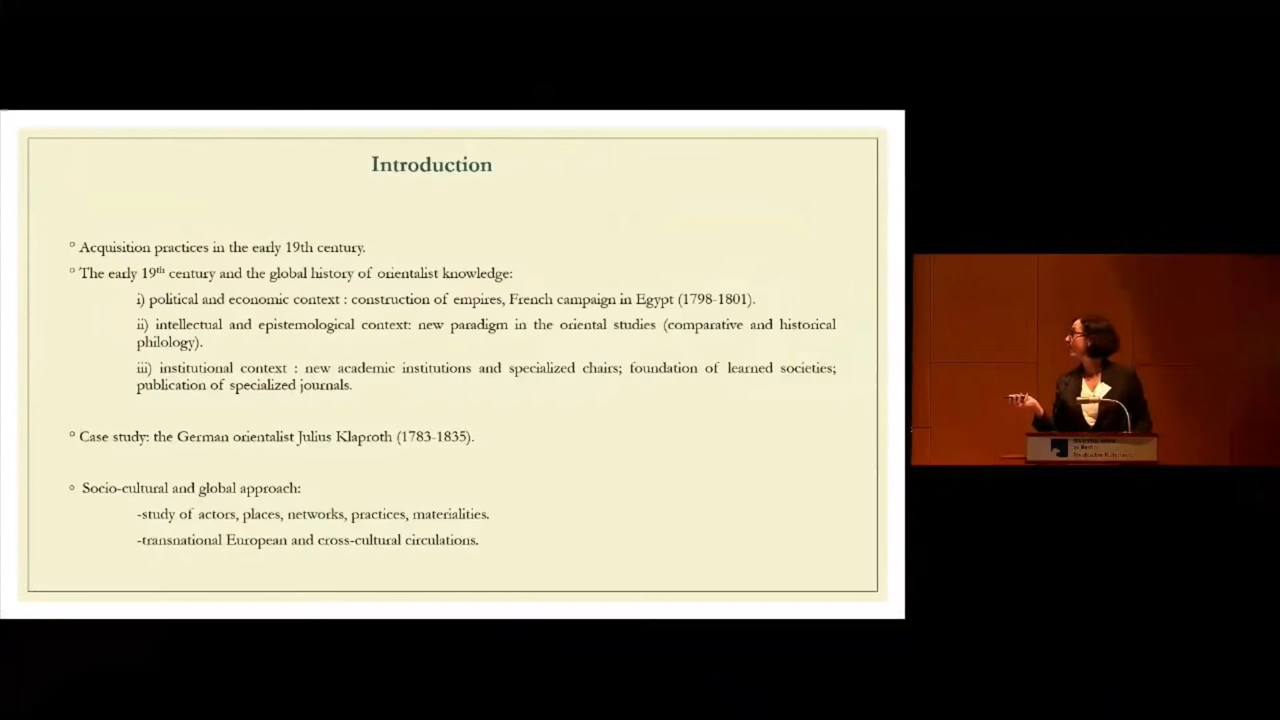 Introduction
° Acquisition practices in the early 19th century.
° The early 19th century and the global history of orientalist knowledge:
i) political and economic context : construction of empires, French campaign in Egypt (1798-1801).
ii) intellectual and epistemological context: new paradigm in the oriental studies (comparative and historical
philology).
iii) institutional context : new academic institutions and specialized chairs; foundation of learned societies;
publication of specialized journals.
° Case study: the German orientalist Julius Klaproth (1783-1835).
° Socio-cultural and global approach:
-study of actors, places, networks, practices, materialities.
-transnational European and cross-cultural circulations.